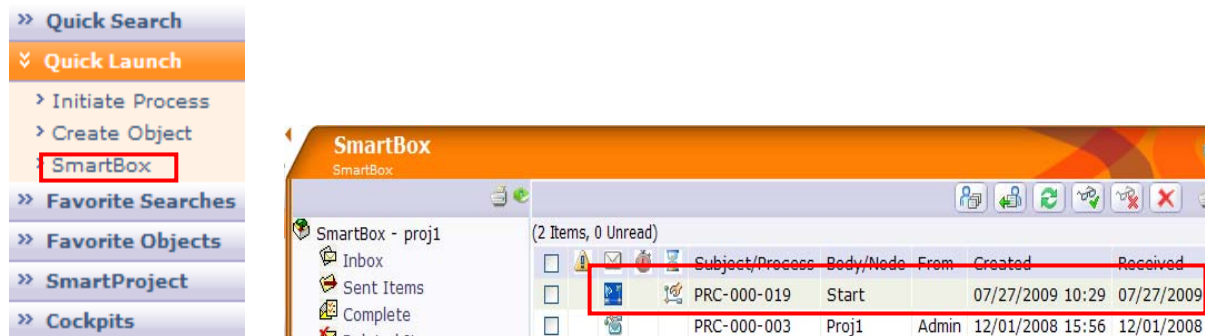 Quick Search
Quick Launch
Initiate Process
Create Object
SmartBox
Favorite Searches
Favorite Objects
SmartProject
Cockpits
SmartBox
SmartBox
SmartBox - proj1
Inbox
Sent Items
Complete
(2 Items, 0 Unread)
Subject/Process Body/Node From Created Received
PRC-000-019 Start 07/27/2009 10:29 07/27/2009
PRC-000-003 Proj1 Admin 12/01/2008 15:56 12/01/2008